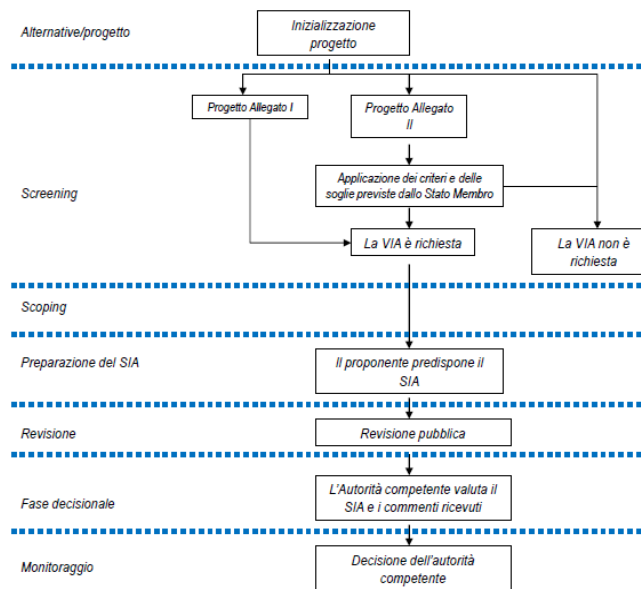 Alternative/progetto
Inizializzazione
progetto
Progetto Allegato I
Progetto Allegato
II
Screening
Applicazione dei criteri e delle
soglie previste dallo Stato Membro
La VIA è richiesta
La VIA non è
richiesta
Scoping
Preparazione del SIA
Il proponente predispone il
SIA
Revisione
Revisione pubblica
Fase decisionale
L'Autorità competente valuta il
SIA e i commenti ricevuti
Monitoraggio
Decisione dell'autorità
competente